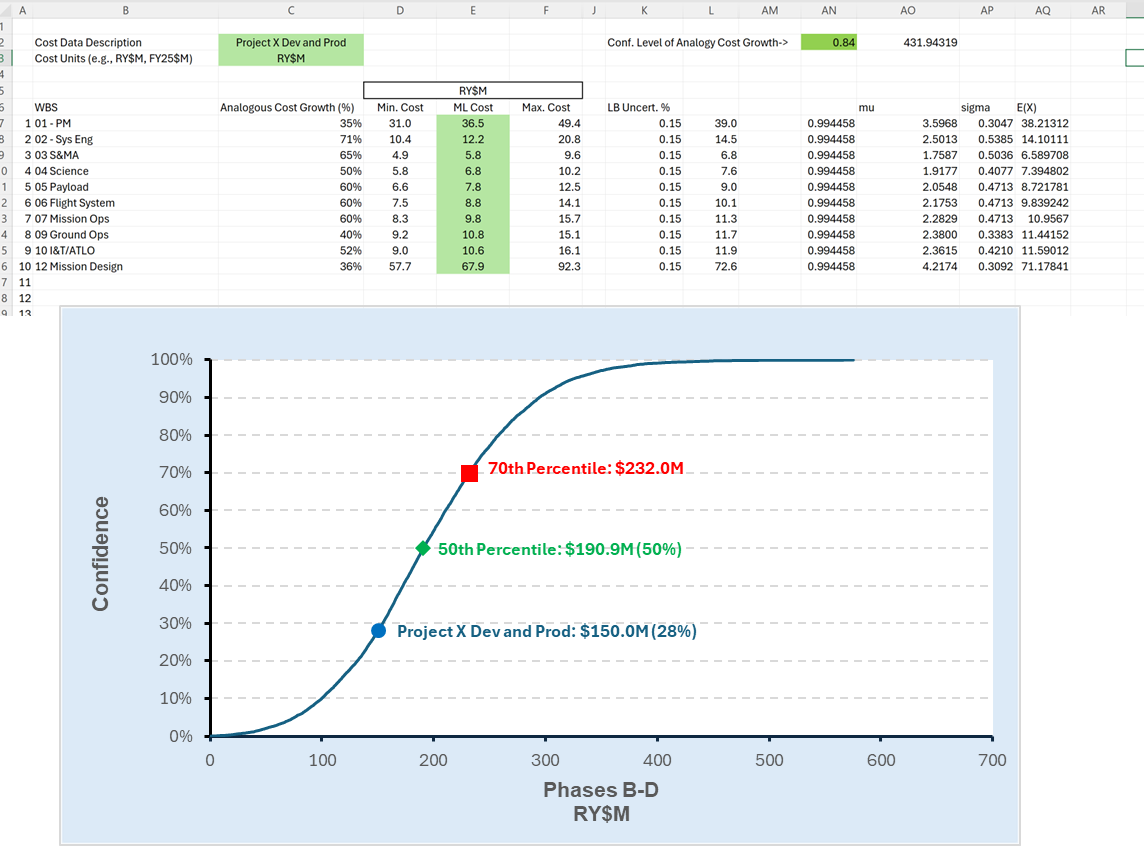 A B C D E F J K L AM AN AO AP AQ AR
1
2 Cost Data Description Project X Dev and Prod Conf. Level of Analogy Cost Growth-> 0.84 431.94319
3 Cost Units (e.g., RY$M, FY25$M) RY$M
4
5 RY$M
6 WBS Analogous Cost Growth (%) Min. Cost ML Cost Max. Cost LB Uncert. % mu sigma E(X)
7 1 01 - PM 35% 31.0 36.5 49.4 0.15 39.0 0.994458 3.5968 0.3047 38.21312
8 2 02 - Sys Eng 71% 10.4 12.2 20.8 0.15 14.5 0.994458 2.5013 0.5385 14.10111
9 3 03 S&MA 65% 4.9 5.8 9.6 0.15 6.8 0.994458 1.7587 0.5036 6.589708
0 4 04 Science 50% 5.8 6.8 10.2 0.15 7.6 0.994458 1.9177 0.4077 7.394802
1 5 05 Payload 60% 6.6 7.8 12.5 0.15 9.0 0.994458 2.0548 0.4713 8.721781
2 6 06 Flight System 60% 7.5 8.8 14.1 0.15 10.1 0.994458 2.1753 0.4713 9.839242
3 7 07 Mission Ops 60% 8.3 9.8 15.7 0.15 11.3 0.994458 2.2829 0.4713 10.9567
4 8 09 Ground Ops 40% 9.2 10.8 15.1 0.15 11.7 0.994458 2.3800 0.3383 11.44152
5 9 10 I&T/ATLO 52% 9.0 10.6 16.1 0.15 11.9 0.994458 2.3615 0.4210 11.59012
6 10 12 Mission Design 36% 57.7 67.9 92.3 0.15 72.6 0.994458 4.2174 0.3092 71.17841
7 11
8 12
9 13
100%
90%
80%
70%
60%
50%
40%
30%
20%
10%
0%
Confidence
70th Percentile: $232.0M
50th Percentile: $190.9M (50%)
Project X Dev and Prod: $150.0M (28%)
0 100 200 300 400 500 600 700
Phases B-D
RY$M